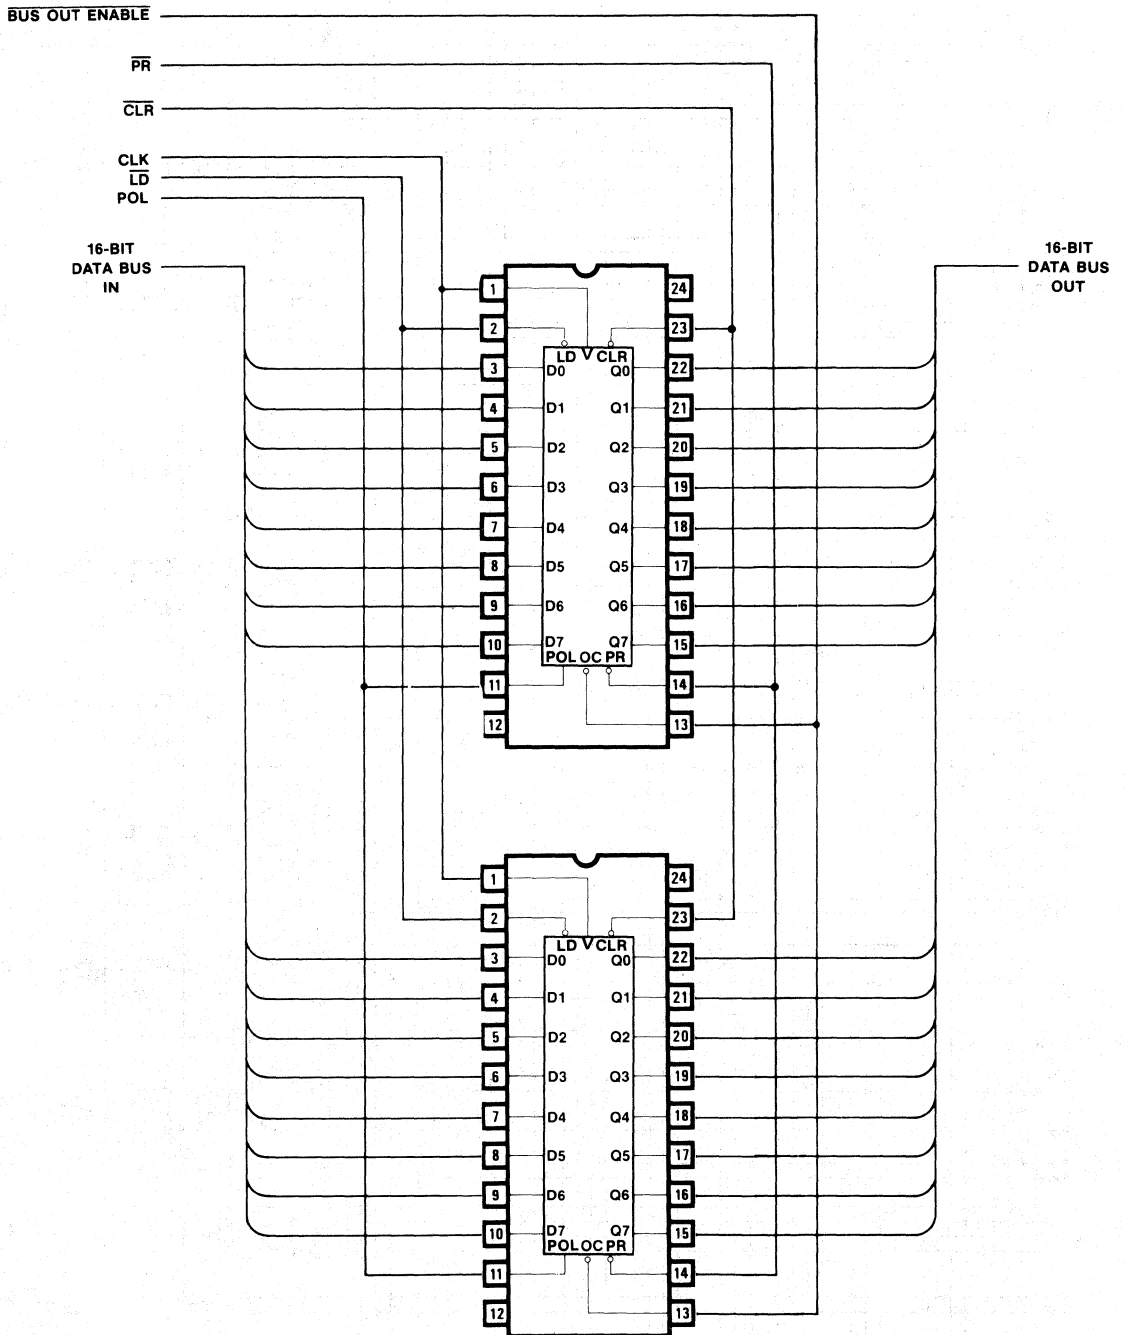 BUS OUT ENABLE
PR
CLR
CLK
LD
POL
16-BIT
DATA BUS
IN
16-BIT
DATA BUS
OUT
1 24
2 23
LD CLR
3 D0 Q0 22
4 D1 Q1 21
5 D2 Q2 20
6 D3 Q3 19
7 D4 Q4 18
8 D5 Q5 17
9 D6 Q6 16
10 D7 Q7 15
POL OC PR
11 14
12 13
1 24
2 23
LD CLR
3 D0 Q0 22
4 D1 Q1 21
5 D2 Q2 20
6 D3 Q3 19
7 D4 Q4 18
8 D5 Q5 17
9 D6 Q6 16
10 D7 Q7 15
POL OC PR
11 14
12 13